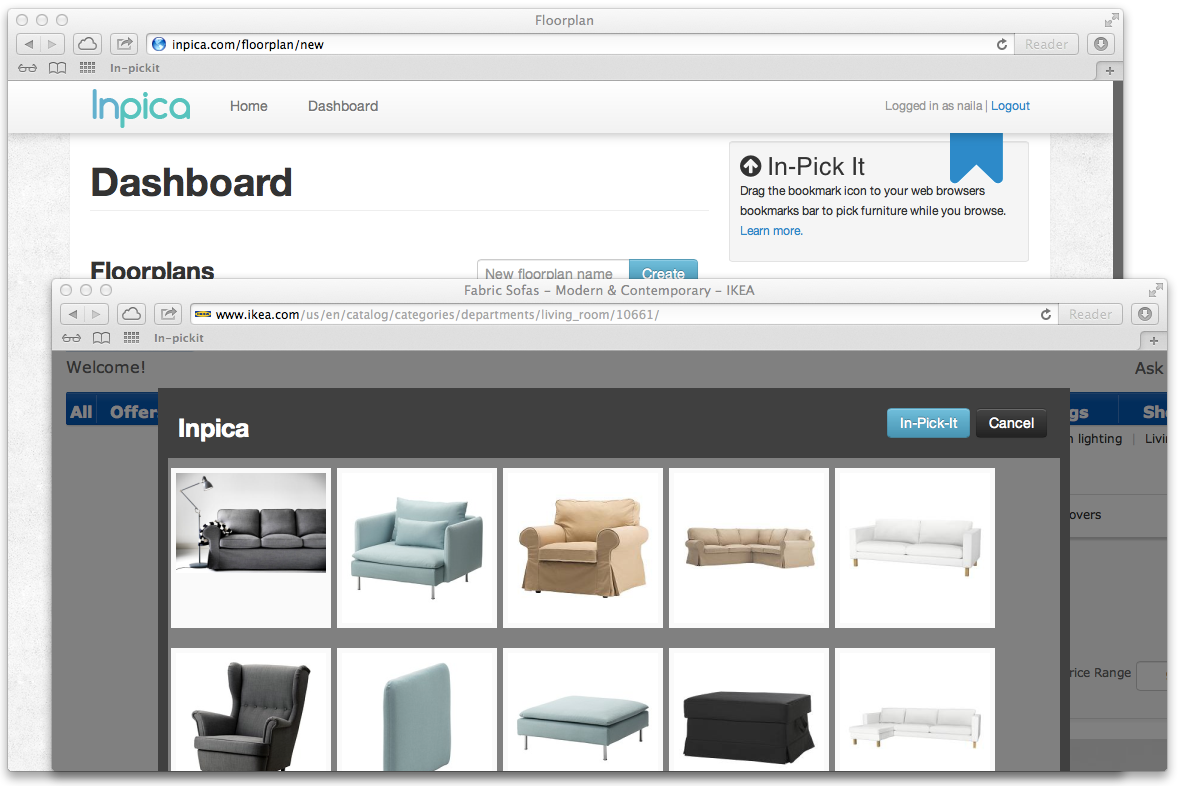 Floorplan
inpica.com/floorplan/new
Reader
In-pickit
Inpica
Home
Dashboard
Logged in as naila | Logout
Dashboard
In-Pick It
Drag the bookmark icon to your web browsers
bookmarks bar to pick furniture while you browse.
Learn more.
Floorplans
New floorplan name
Create
Fabric Sofas - Modern & Contemporary - IKEA
www.ikea.com/us/en/catalog/categories/departments/living_room/10661/
Reader
In-pickit
Welcome!
Ask
All
Offer
gs
Sh
Inpica
In-Pick-It
Cancel
n lighting | Livi
overs
rice Range